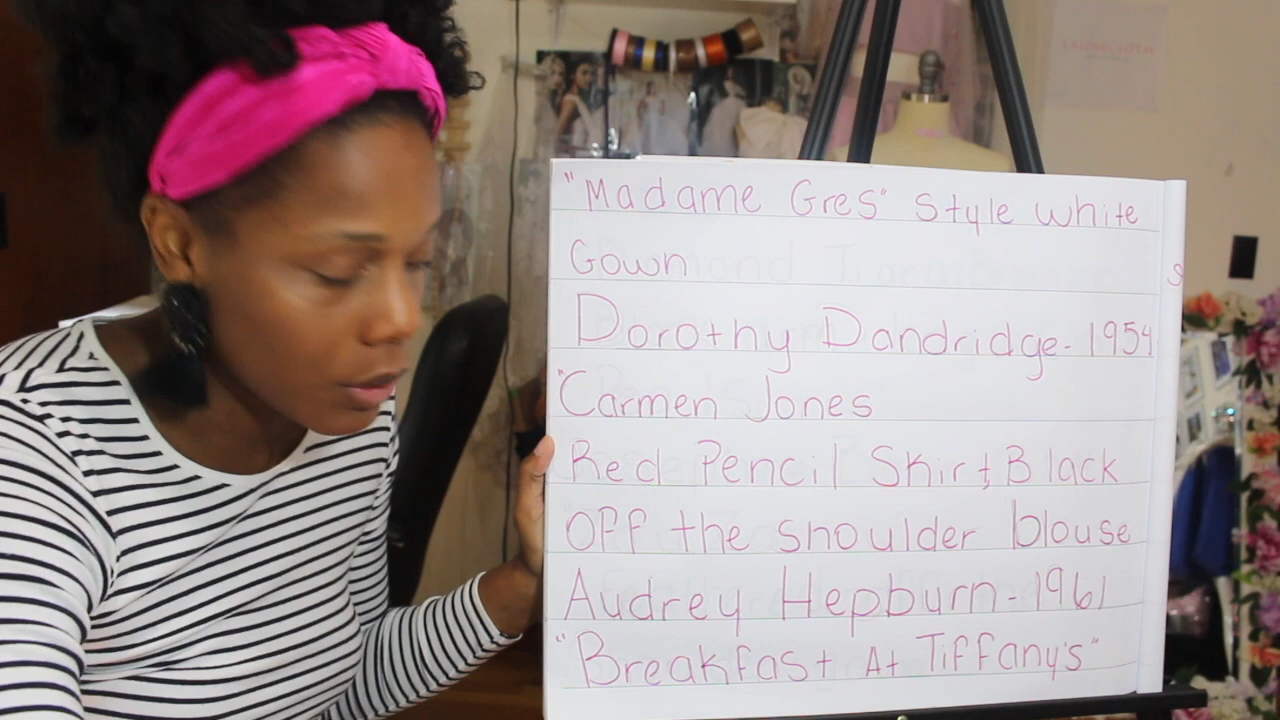 "Madame Gres" Style White
Gown
Dorothy Dandridge-1954
"Carmen Jones
Red Pencil Skirt, Black
Off the shoulder blouse
Audrey Hepburn-1961
"Breakfast At Tiffany's"